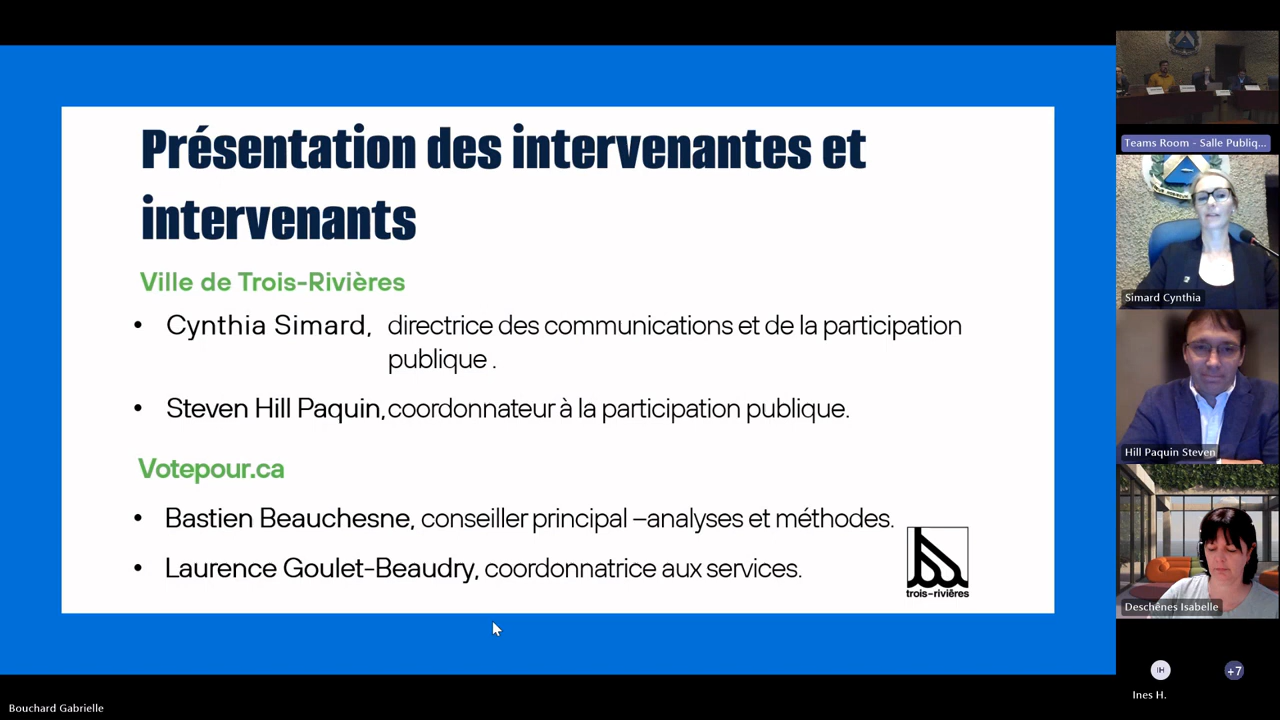 Présentation des intervenantes et
intervenants
Ville de Trois-Rivières
• Cynthia Simard, directrice des communications et de la participation
publique .
• Steven Hill Paquin, coordonnateur à la participation publique.
Votepour.ca
• Bastien Beauchesne, conseiller principal –analyses et méthodes.
• Laurence Goulet-Beaudry, coordonnatrice aux services.
trois-rivières
Teams Room - Salle Publiq...
Simard Cynthia
Hill Paquin Steven
Deschênes Isabelle
IH
+7
Ines H.
Bouchard Gabrielle